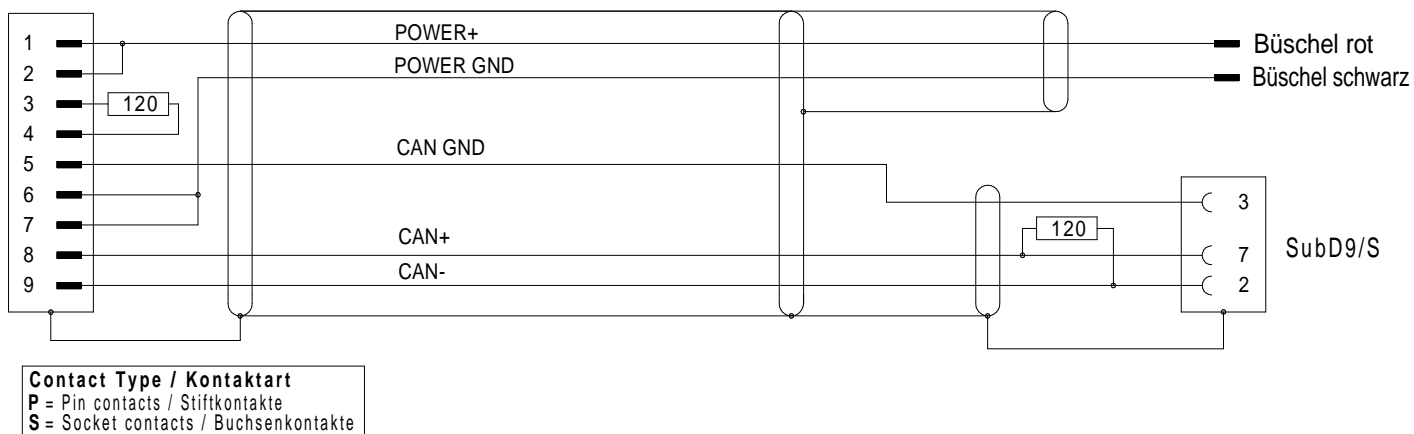 1
POWER+
Büschel rot
2
POWER GND
Büschel schwarz
3
120
4
5
CAN GND
6
3
7
CAN+
120
8
7
SubD9/S
CAN-
9
2
Contact Type / Kontaktart
P = Pin contacts / Stiftkontakte
S = Socket contacts / Buchsenkontakte